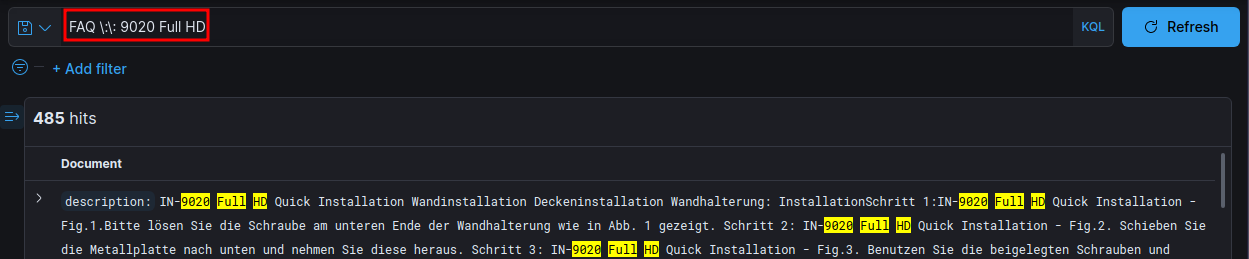 FAQ \:\: 9020 Full HD
KQL
Refresh
+ Add filter
485 hits
Document
description: IN-9020 Full HD Quick Installation Wandinstallation Deckeninstallation Wandhalterung: InstallationSchritt 1:IN-9020 Full HD Quick Installation -
Fig.1.Bitte lösen Sie die Schraube am unteren Ende der Wandhalterung wie in Abb. 1 gezeigt. Schritt 2: IN-9020 Full HD Quick Installation - Fig.2. Schieben Sie
die Metallplatte nach unten und nehmen Sie diese heraus. Schritt 3: IN-9020 Full HD Quick Installation - Fig.3. Benutzen Sie die beigelegten Schrauben und